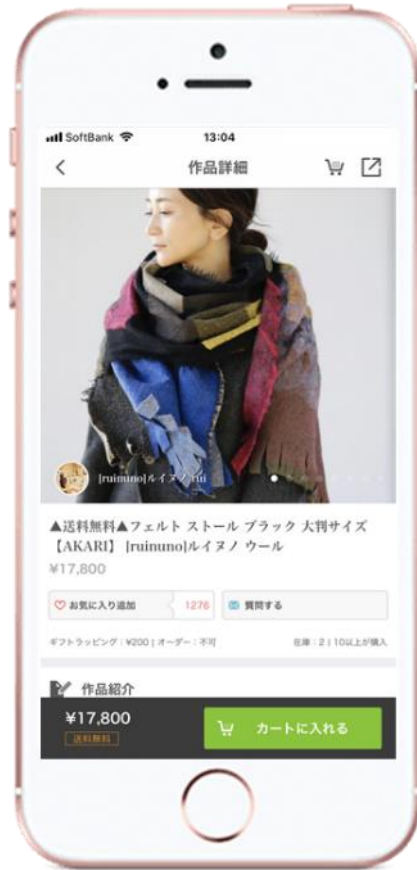 SoftBank 13:04
作品詳細
[ruinuno]ルイヌノ rui
▲送料無料▲フェルト ストール ブラック 大判サイズ
【AKARI】 [ruinuno]ルイヌノ ウール
¥17,800
お気に入り追加 1276 質問する
ギフトラッピング:¥200 | オーダー:不可 在庫:2 | 10以上が購入
作品紹介
¥17,800 カートに入れる
送料無料